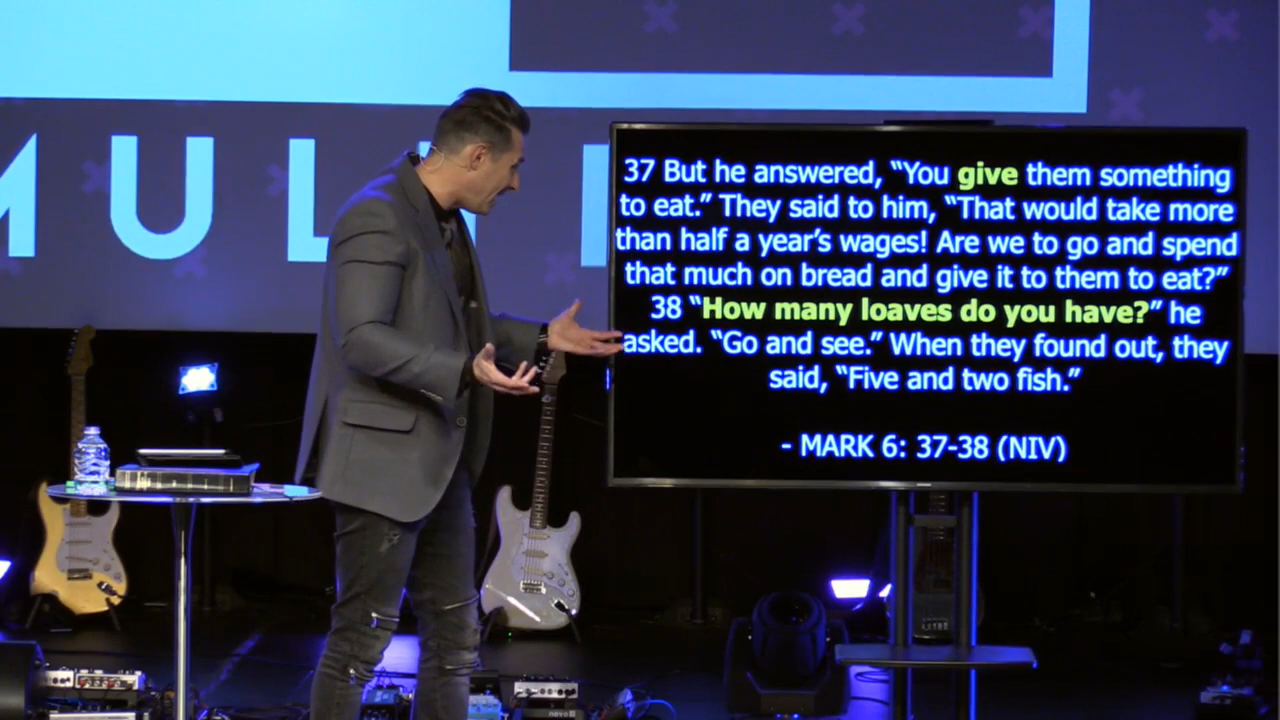 MUL
37 But he answered, “You give them something
to eat.” They said to him, “That would take more
than half a year’s wages! Are we to go and spend
that much on bread and give it to them to eat?”
38 “How many loaves do you have?” he
asked. “Go and see.” When they found out, they
said, “Five and two fish.”
- MARK 6: 37-38 (NIV)